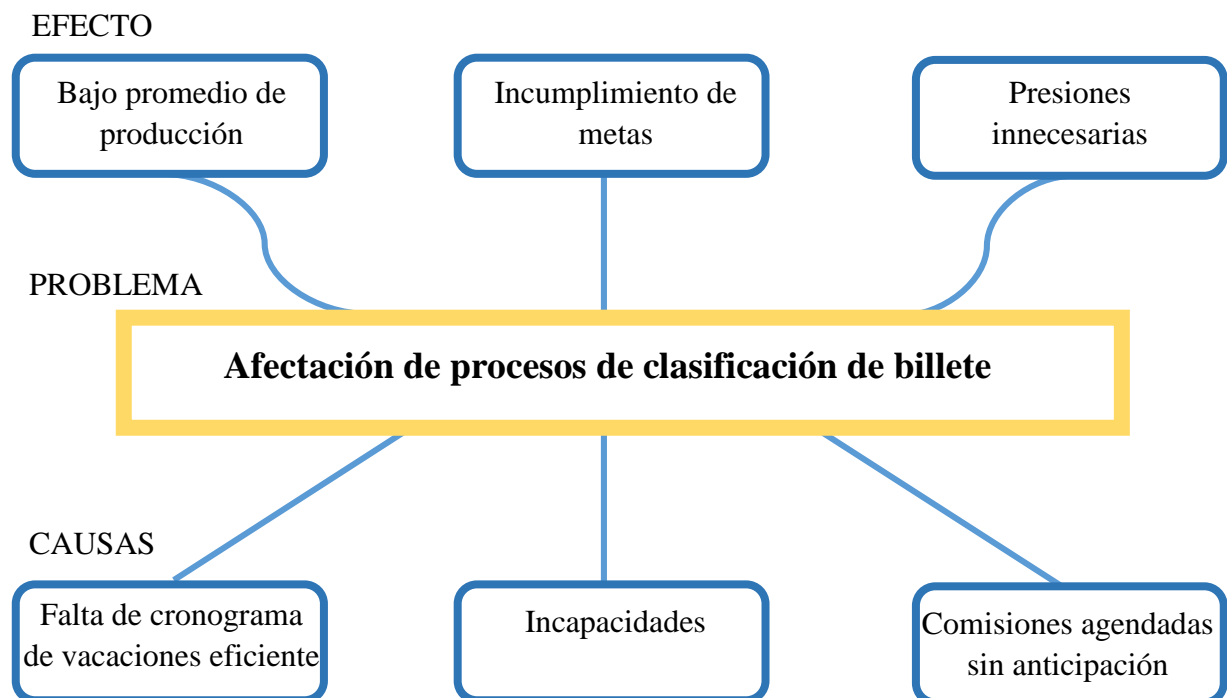 EFECTO
Bajo promedio de
producción
Incumplimiento de
metas
Presiones
innecesarias
PROBLEMA
Afectación de procesos de clasificación de billete
CAUSAS
Falta de cronograma
de vacaciones eficiente
Incapacidades
Comisiones agendadas
sin anticipación